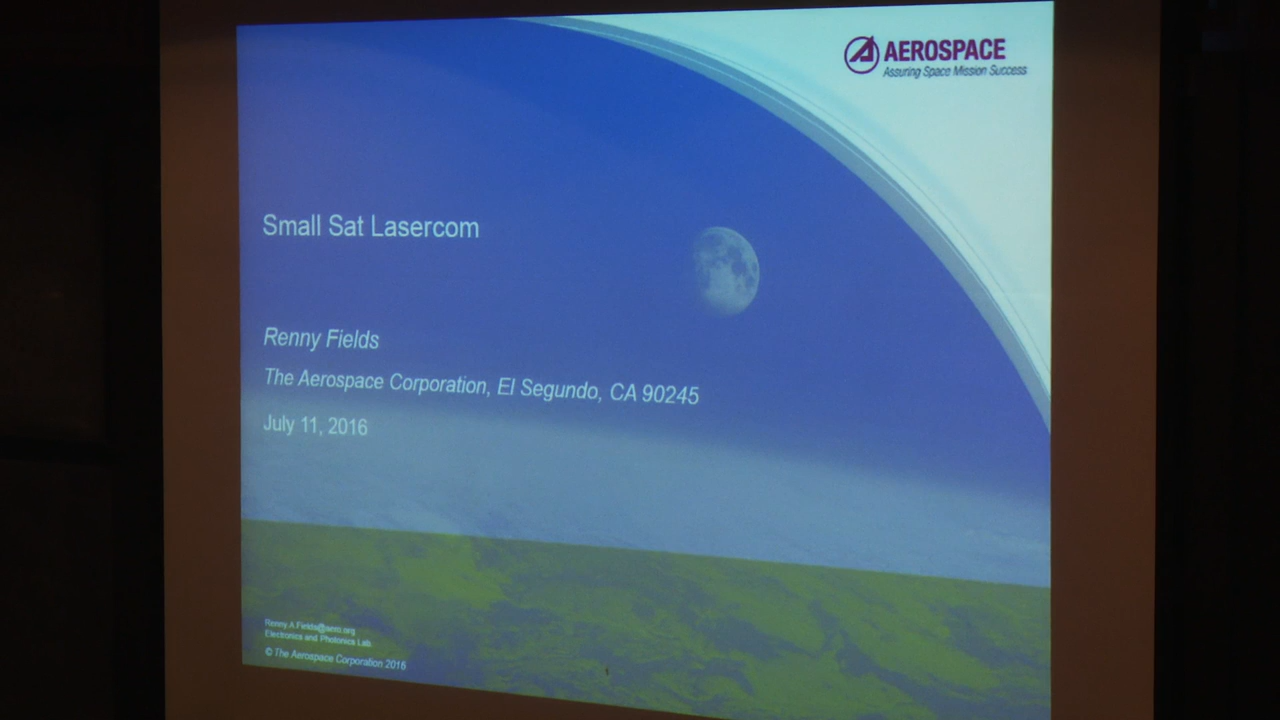 AEROSPACE
Assuring Space Mission Success
Small Sat Lasercom
Renny Fields
The Aerospace Corporation, El Segundo, CA 90245
July 11, 2016
Renny.A.Fields@aero.org
Electronics and Photonics Lab.
© The Aerospace Corporation 2016
1